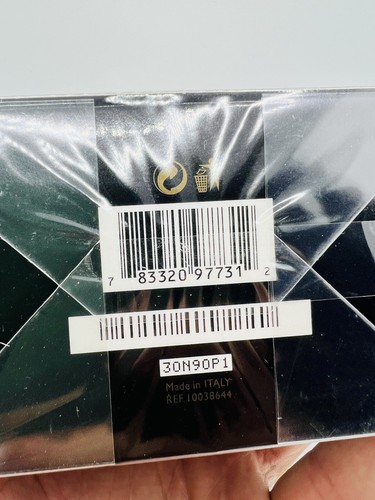 7 83320 97731 2
30N90P1
Made in ITALY
REF. 10038644